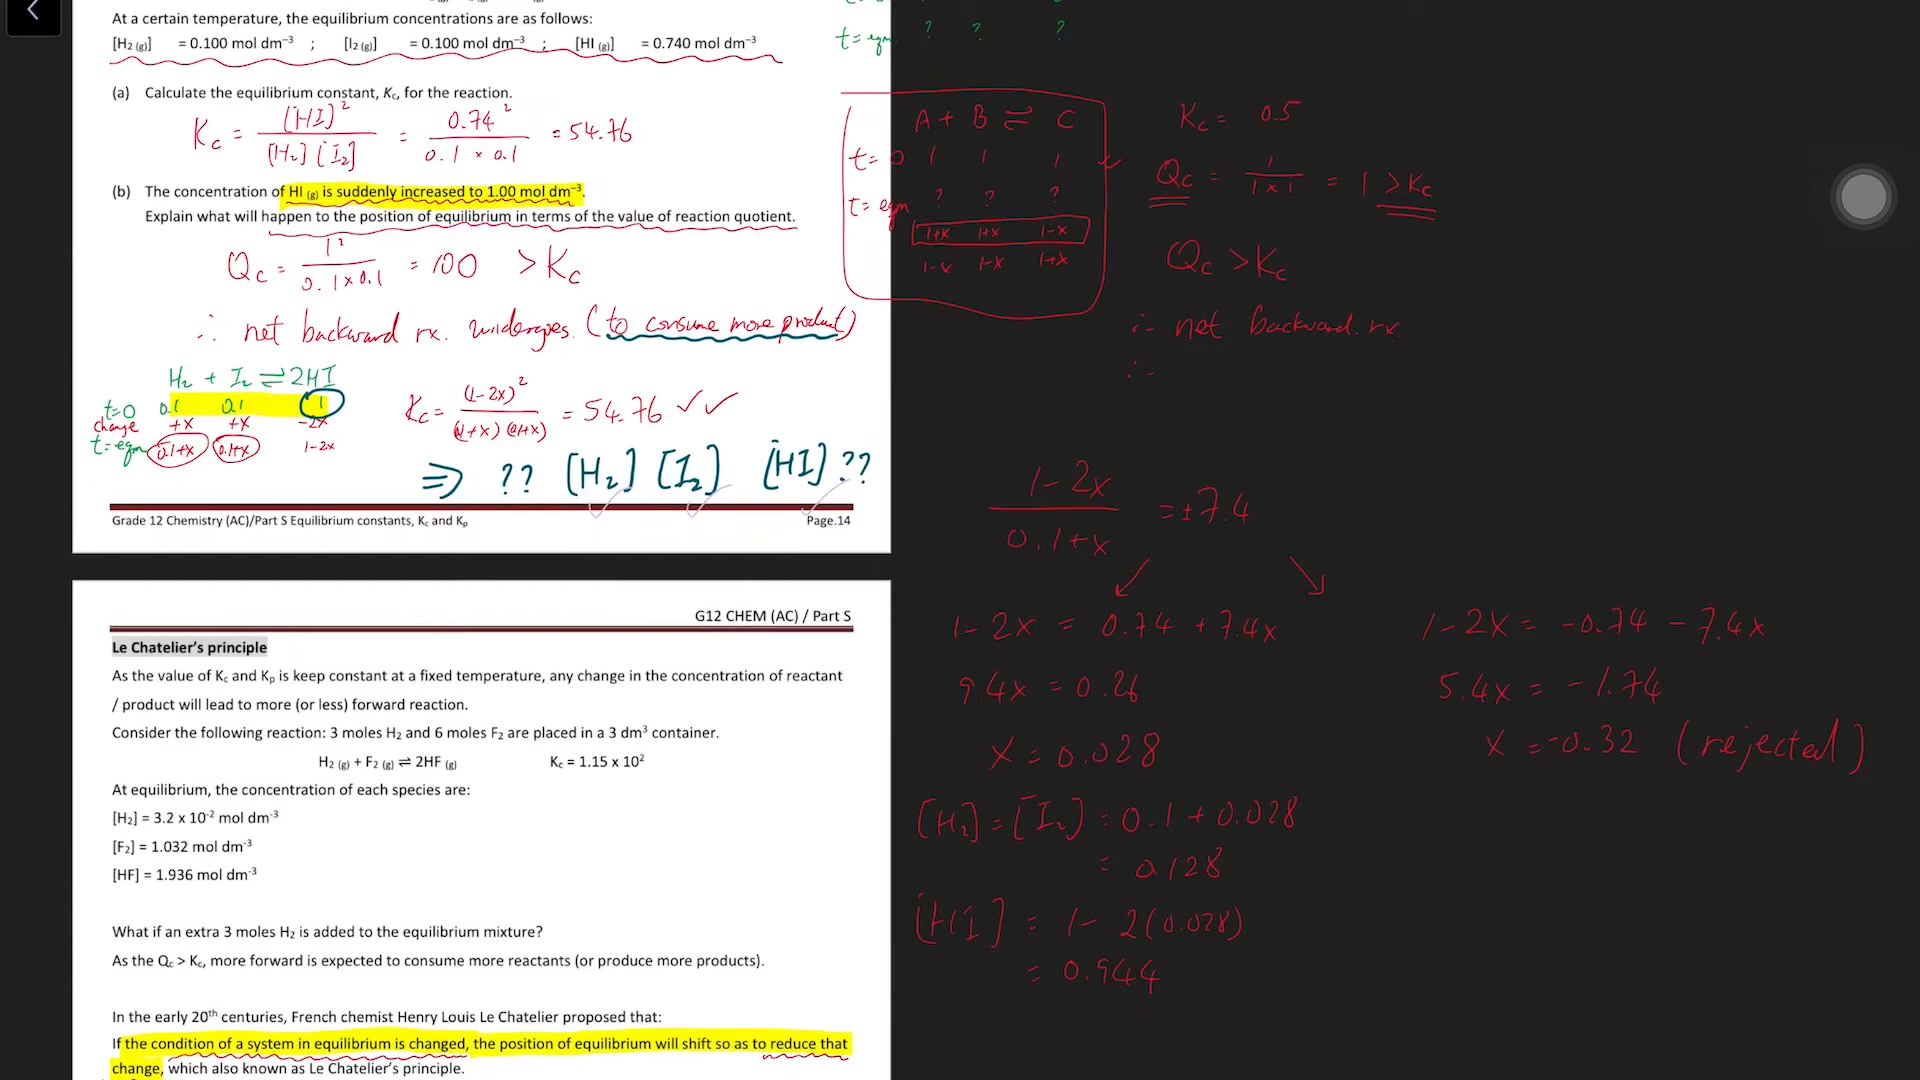 At a certain temperature, the equilibrium concentrations are as follows:
[H2 (g)] = 0.100 mol dm⁻³ ; [I2 (g)] = 0.100 mol dm⁻³ ; [HI (g)] = 0.740 mol dm⁻³
(a) Calculate the equilibrium constant, Kc, for the reaction.
Kc = [HI]² / [H₂][I₂] = 0.74² / 0.1 × 0.1 = 54.76
(b) The concentration of HI (g) is suddenly increased to 1.00 mol dm⁻³.
Explain what will happen to the position of equilibrium in terms of the value of reaction quotient.
Qc = 1² / 0.1 × 0.1 = 100 > Kc
∴ net backward rx. undergoes. (to consume more product)
H₂ + I₂ ⇌ 2HI
t=0 0.1 0.1 1
change +x +x -2x
t=eqm 0.1+x 0.1+x 1-2x
Kc = (1-2x)² / (0.1+x)(0.1+x) = 54.76 ✓✓
⇒ ?? [H₂] [I₂] [HI] ??
Grade 12 Chemistry (AC)/Part S Equilibrium constants, Kc and Kp Page.14
G12 CHEM (AC) / Part S
Le Chatelier's principle
As the value of Kc and Kp is keep constant at a fixed temperature, any change in the concentration of reactant
/ product will lead to more (or less) forward reaction.
Consider the following reaction: 3 moles H2 and 6 moles F2 are placed in a 3 dm³ container.
H2 (g) + F2 (g) ⇌ 2HF (g) Kc = 1.15 x 10²
At equilibrium, the concentration of each species are:
[H2] = 3.2 x 10⁻² mol dm⁻³
[F2] = 1.032 mol dm⁻³
[HF] = 1.936 mol dm⁻³
What if an extra 3 moles H2 is added to the equilibrium mixture?
As the Qc > Kc, more forward is expected to consume more reactants (or produce more products).
In the early 20th centuries, French chemist Henry Louis Le Chatelier proposed that:
If the condition of a system in equilibrium is changed, the position of equilibrium will shift so as to reduce that
change, which also known as Le Chatelier's principle.
t=eqm ? ? ?
A + B ⇌ C
t=0 1 1 1
t=eqm ? ? ?
1+x 1+x 1-x
1-x 1-x 1+x
Kc = 0.5
Qc = 1 / 1×1 = 1 > Kc
Qc > Kc
∴ net backward. rx
∴
1-2x / 0.1+x = ±7.4
1-2x = 0.74 + 7.4x
9.4x = 0.26
x = 0.028
[H₂] = [I₂] = 0.1 + 0.028
= 0.128
[HI] = 1- 2(0.028)
= 0.944
1-2x = -0.74 - 7.4x
5.4x = -1.74
x = -0.32 (rejected)